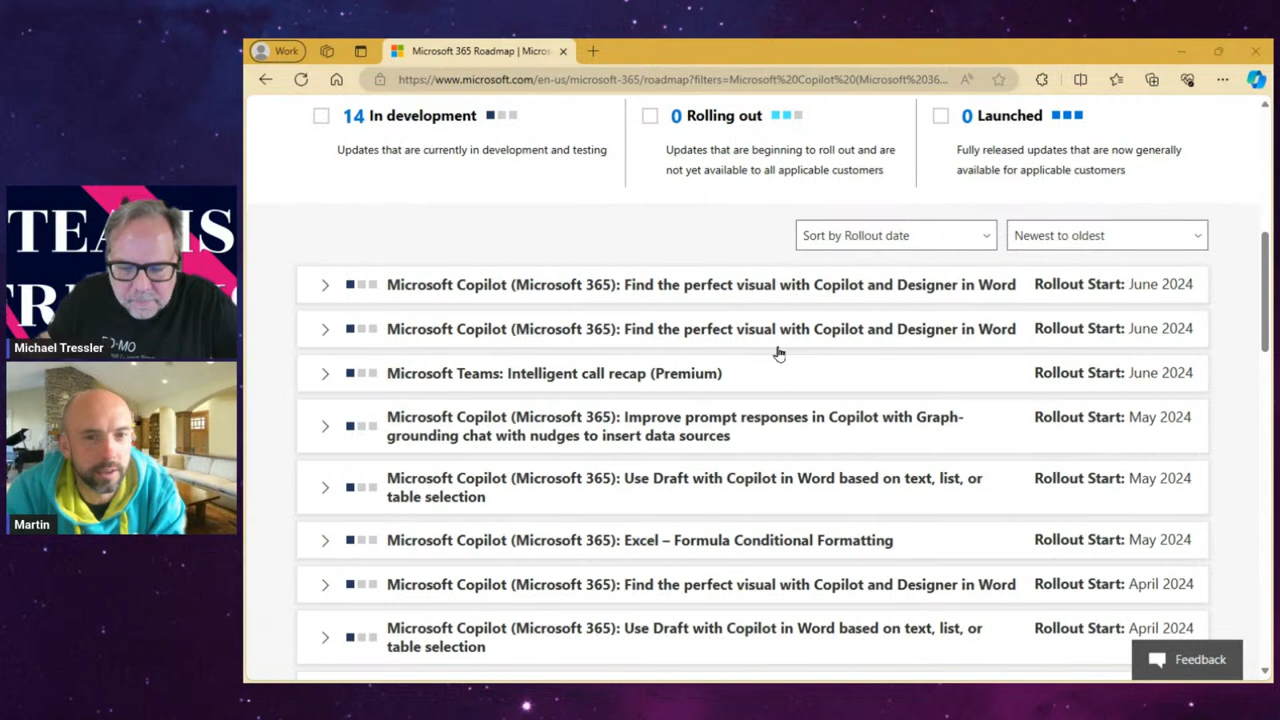 Work
Microsoft 365 Roadmap | Micros
https://www.microsoft.com/en-us/microsoft-365/roadmap?filters=Microsoft%20Copilot%20(Microsoft%2036...
14 In development
Updates that are currently in development and testing
0 Rolling out
Updates that are beginning to roll out and are
not yet available to all applicable customers
0 Launched
Fully released updates that are now generally
available for applicable customers
Sort by Rollout date
Newest to oldest
Microsoft Copilot (Microsoft 365): Find the perfect visual with Copilot and Designer in Word
Rollout Start: June 2024
Microsoft Copilot (Microsoft 365): Find the perfect visual with Copilot and Designer in Word
Rollout Start: June 2024
Microsoft Teams: Intelligent call recap (Premium)
Rollout Start: June 2024
Microsoft Copilot (Microsoft 365): Improve prompt responses in Copilot with Graph-
grounding chat with nudges to insert data sources
Rollout Start: May 2024
Microsoft Copilot (Microsoft 365): Use Draft with Copilot in Word based on text, list, or
table selection
Rollout Start: May 2024
Microsoft Copilot (Microsoft 365): Excel – Formula Conditional Formatting
Rollout Start: May 2024
Microsoft Copilot (Microsoft 365): Find the perfect visual with Copilot and Designer in Word
Rollout Start: April 2024
Microsoft Copilot (Microsoft 365): Use Draft with Copilot in Word based on text, list, or
table selection
Rollout Start: April 2024
Feedback
Michael Tressler
Martin